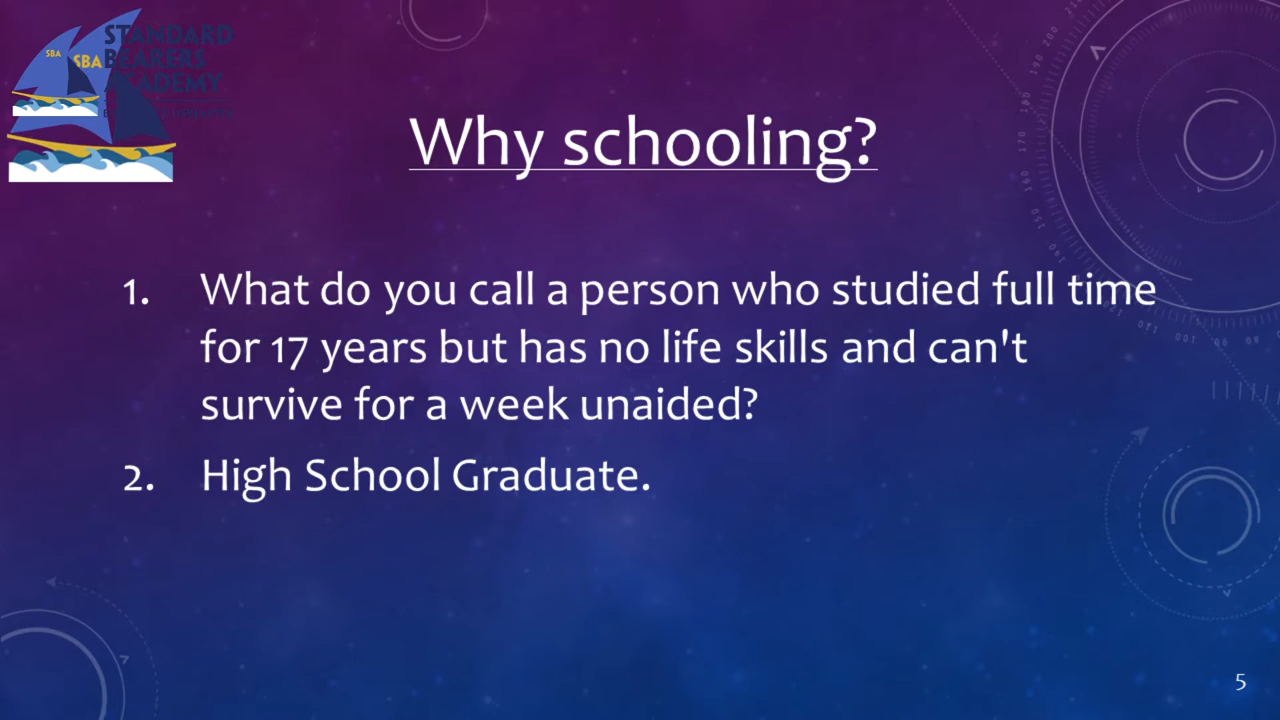 SBA
SBA
STANDARD
BEARERS
ACADEMY
Why schooling?
1. What do you call a person who studied full time
for 17 years but has no life skills and can't
survive for a week unaided?
2. High School Graduate.
5